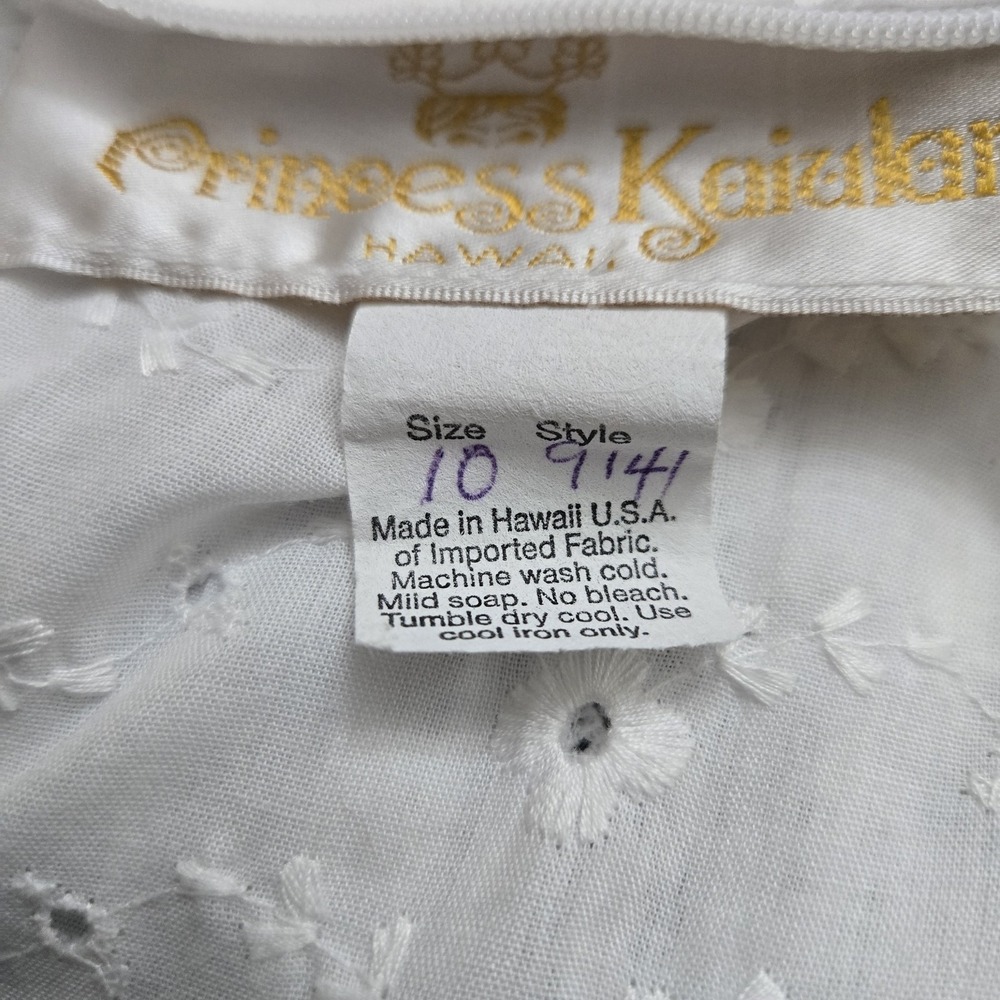 Princess Kaiulan
HAWAII
Size Style
10 9141
Made in Hawaii U.S.A.
of Imported Fabric.
Machine wash cold.
Mild soap. No bleach.
Tumble dry cool. Use
cool iron only.